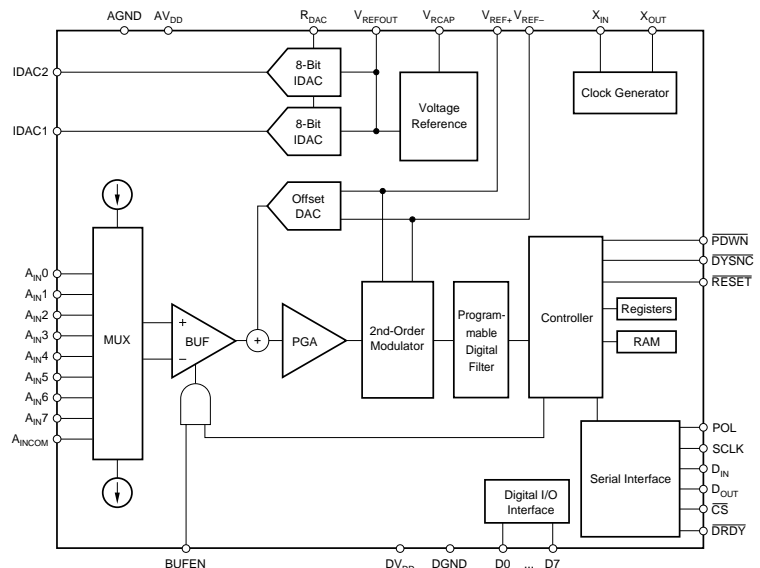 AGND AVDD RDAC VREFOUT VRCAP VREF+ VREF– XIN XOUT
IDAC2
8-Bit
IDAC
IDAC1
8-Bit
IDAC
Voltage
Reference
Clock Generator
Offset
DAC
AIN0
AIN1
AIN2
AIN3
AIN4
AIN5
AIN6
AIN7
AINCOM
MUX
+
BUF
–
+
PGA
2nd-Order
Modulator
Program-
mable
Digital
Filter
Controller
PDWN
DYSNC
RESET
Registers
RAM
Serial Interface
POL
SCLK
DIN
DOUT
CS
DRDY
Digital I/O
Interface
BUFEN DVDD DGND D0 ... D7